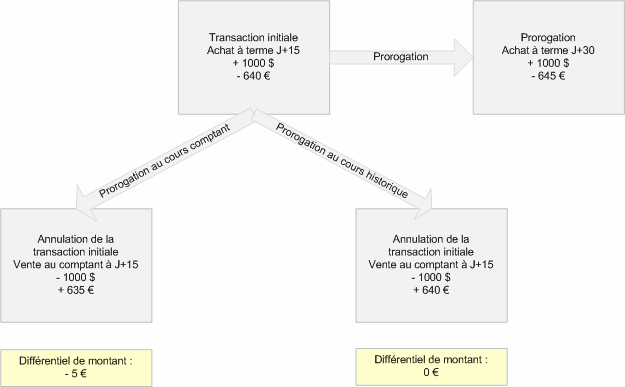 Transaction initiale
Achat à terme J+15
+ 1000 $
- 640 €
Prorogation
Prorogation
Achat à terme J+30
+ 1000 $
- 645 €
Prorogation au cours comptant
Prorogation au cours historique
Annulation de la
transaction initiale
Vente au comptant à J+15
- 1000 $
+ 635 €
Annulation de la
transaction initiale
Vente au comptant à J+15
- 1000 $
+ 640 €
Différentiel de montant :
- 5 €
Différentiel de montant :
0 €